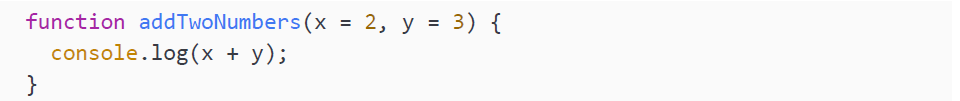 function addTwoNumbers(x = 2, y = 3) {
  console.log(x + y);
}